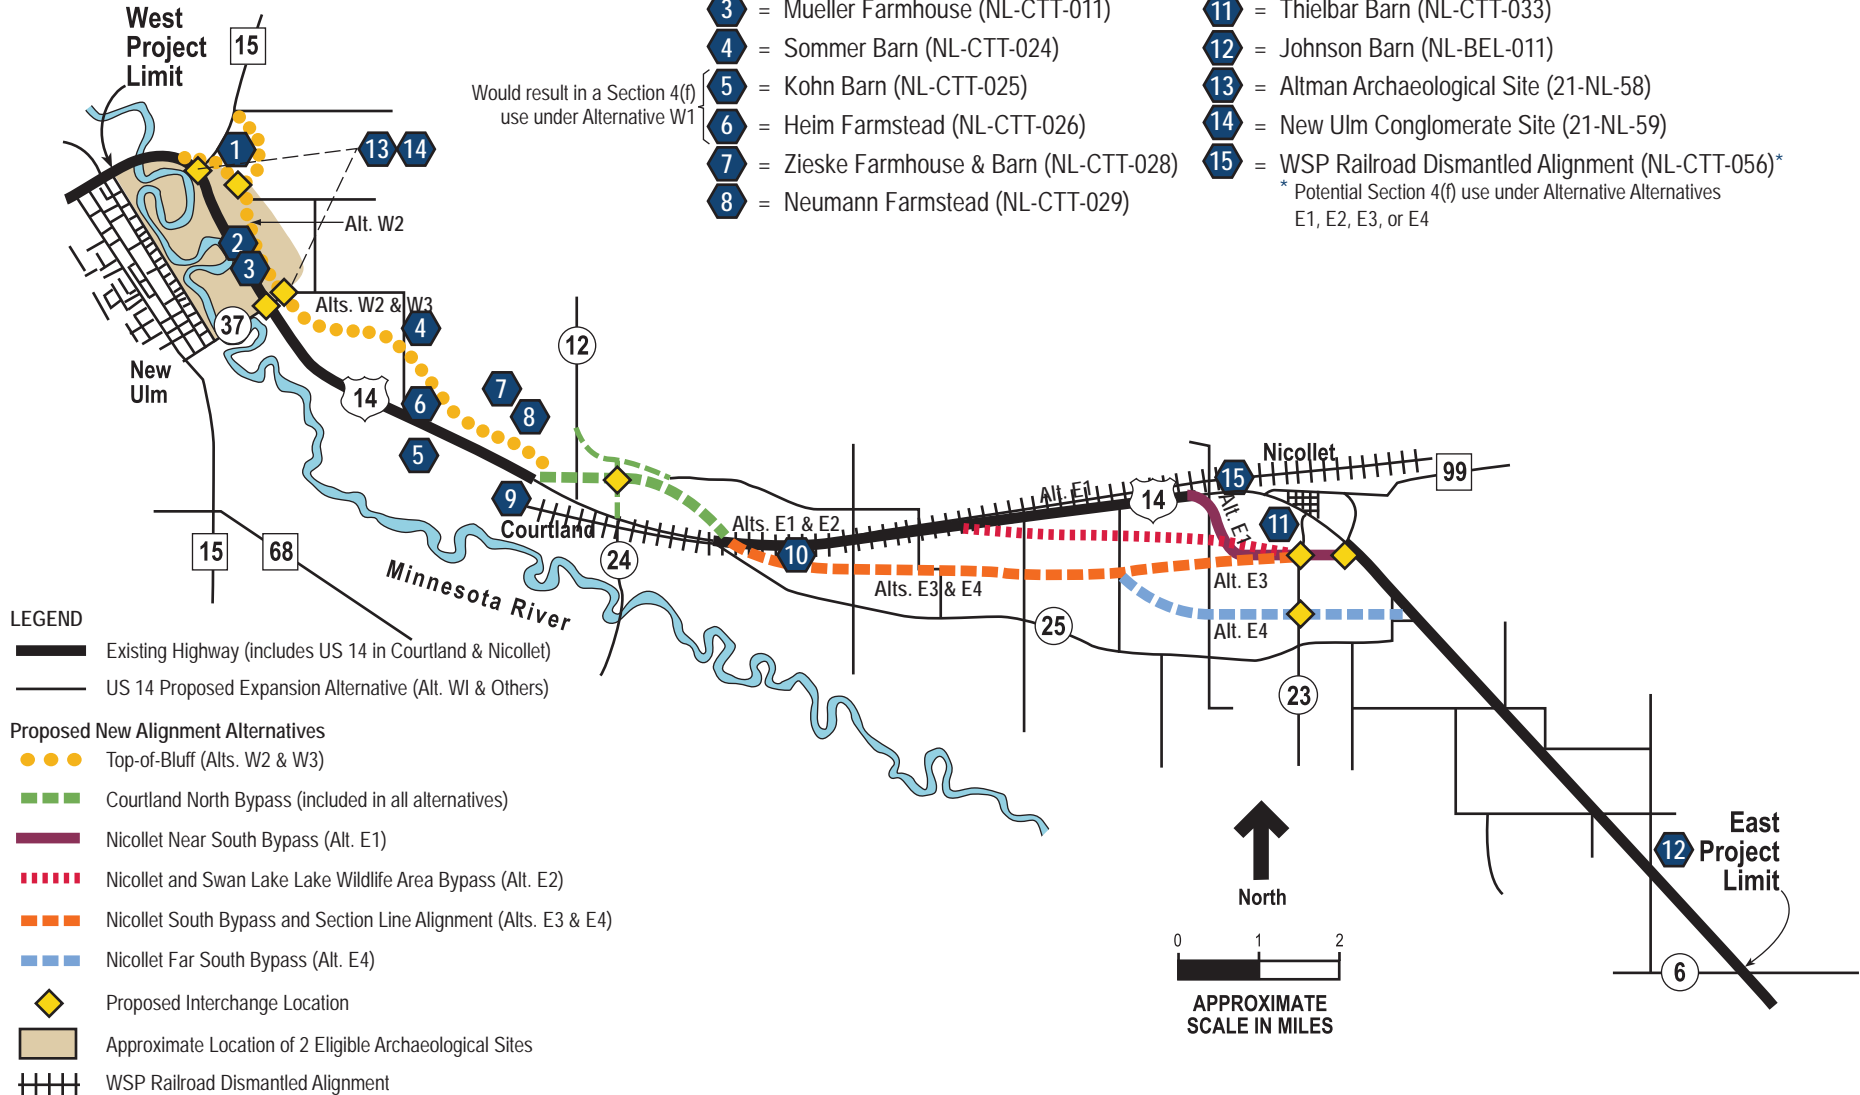 3 = Mueller Farmhouse (NL-CTT-011)
4 = Sommer Barn (NL-CTT-024)
Would result in a Section 4(f)
use under Alternative W1
5 = Kohn Barn (NL-CTT-025)
6 = Heim Farmstead (NL-CTT-026)
7 = Zieske Farmhouse & Barn (NL-CTT-028)
8 = Neumann Farmstead (NL-CTT-029)
11 = Thielbar Barn (NL-CTT-033)
12 = Johnson Barn (NL-BEL-011)
13 = Altman Archaeological Site (21-NL-58)
14 = New Ulm Conglomerate Site (21-NL-59)
15 = WSP Railroad Dismantled Alignment (NL-CTT-056)*
* Potential Section 4(f) use under Alternative Alternatives
E1, E2, E3, or E4
West
Project
Limit
15
1
13 14
Alt. W2
2
3
Alts. W2 & W3
37
4
12
New
Ulm
14
7
6
8
5
Nicollet
15
99
9
Alt. E1
14
Alt. E1
Courtland
Alts. E1 & E2
11
10
15
68
24
Minnesota River
Alts. E3 & E4
Alt. E3
25
Alt. E4
23
East
Project
Limit
12
North
0 1 2
APPROXIMATE
SCALE IN MILES
6
LEGEND
Existing Highway (includes US 14 in Courtland & Nicollet)
US 14 Proposed Expansion Alternative (Alt. WI & Others)
Proposed New Alignment Alternatives
Top-of-Bluff (Alts. W2 & W3)
Courtland North Bypass (included in all alternatives)
Nicollet Near South Bypass (Alt. E1)
Nicollet and Swan Lake Lake Wildlife Area Bypass (Alt. E2)
Nicollet South Bypass and Section Line Alignment (Alts. E3 & E4)
Nicollet Far South Bypass (Alt. E4)
Proposed Interchange Location
Approximate Location of 2 Eligible Archaeological Sites
WSP Railroad Dismantled Alignment